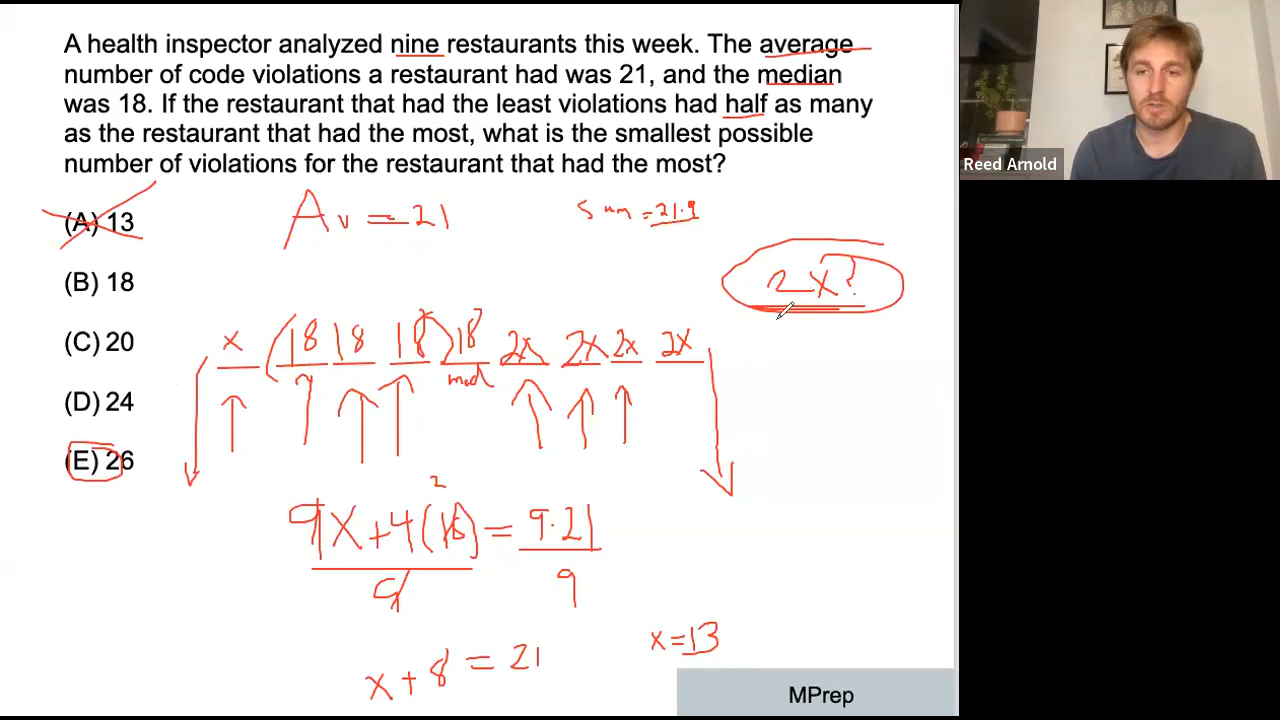 A health inspector analyzed nine restaurants this week. The average
number of code violations a restaurant had was 21, and the median
was 18. If the restaurant that had the least violations had half as many
as the restaurant that had the most, what is the smallest possible
number of violations for the restaurant that had the most?
Reed Arnold
(A) 13
Av = 21
Sum = 21·9
(B) 18
2x?
(C) 20
x (18 18 18) 18 2x 2x 2x 2x
med
(D) 24
(E) 26
2
9x + 4(18) = 9·21
9 9
x + 8 = 21
x = 13
MPrep